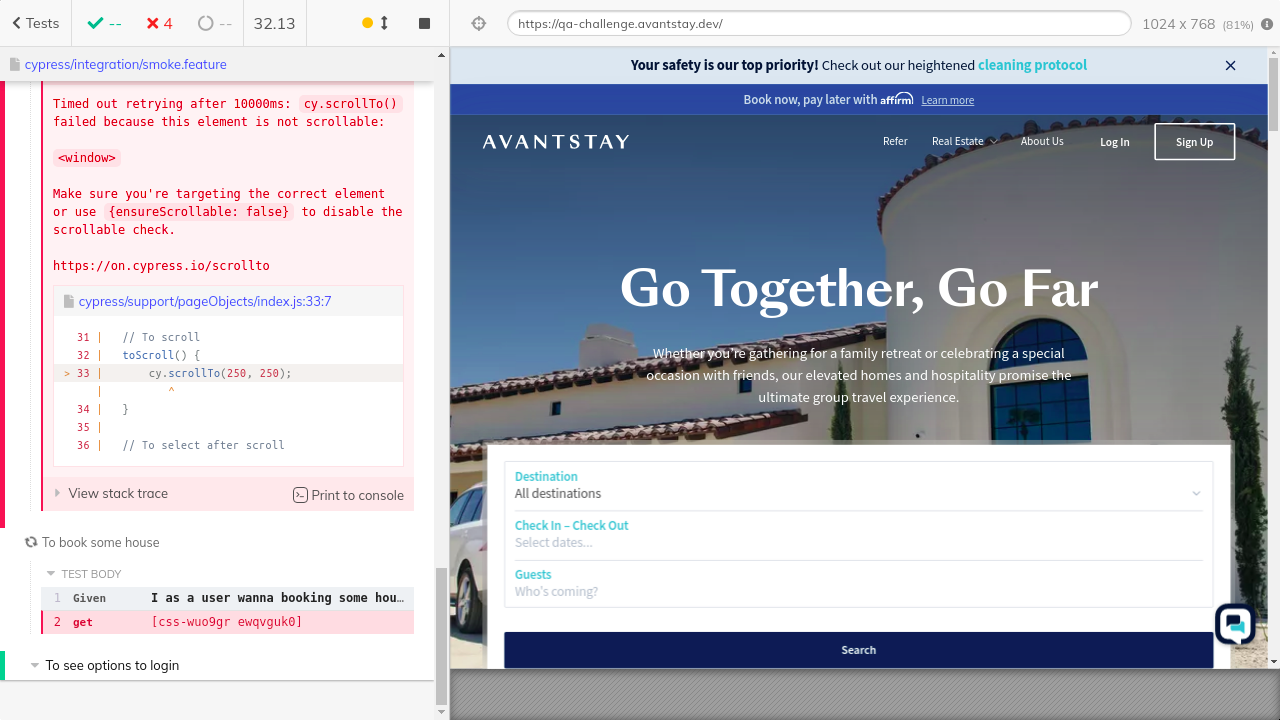 Tests
--
4
--
32.13
https://qa-challenge.avantstay.dev/
1024 x 768 (81%)
cypress/integration/smoke.feature
Timed out retrying after 10000ms: cy.scrollTo()
failed because this element is not scrollable:
<window>
Make sure you're targeting the correct element
or use {ensureScrollable: false} to disable the
scrollable check.
https://on.cypress.io/scrollto
cypress/support/pageObjects/index.js:33:7
31 | // To scroll
32 | toScroll() {
> 33 | cy.scrollTo(250, 250);
| ^
34 | }
35 |
36 | // To select after scroll
View stack trace
Print to console
To book some house
TEST BODY
1 Given I as a user wanna booking some hou…
2 get [css-wuo9gr ewqvguk0]
To see options to login
Your safety is our top priority! Check out our heightened cleaning protocol
Book now, pay later with affirm Learn more
AVANTSTAY
Refer
Real Estate
About Us
Log In
Sign Up
Go Together, Go Far
Whether you're gathering for a family retreat or celebrating a special
occasion with friends, our elevated homes and hospitality promise the
ultimate group travel experience.
Destination
All destinations
Check In – Check Out
Select dates...
Guests
Who's coming?
Search